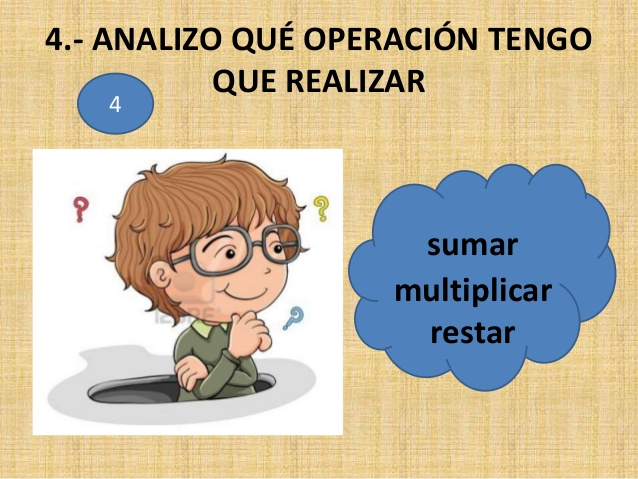 4.- ANALIZO QUÉ OPERACIÓN TENGO
QUE REALIZAR
4
sumar
multiplicar
restar